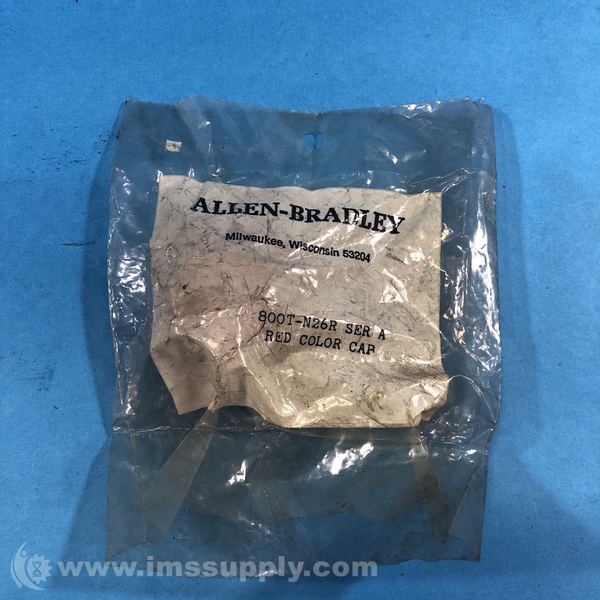 ALLEN-BRADLEY
Milwaukee, Wisconsin 53204
800T-N26R SER A
RED COLOR CAP
www.imssupply.com